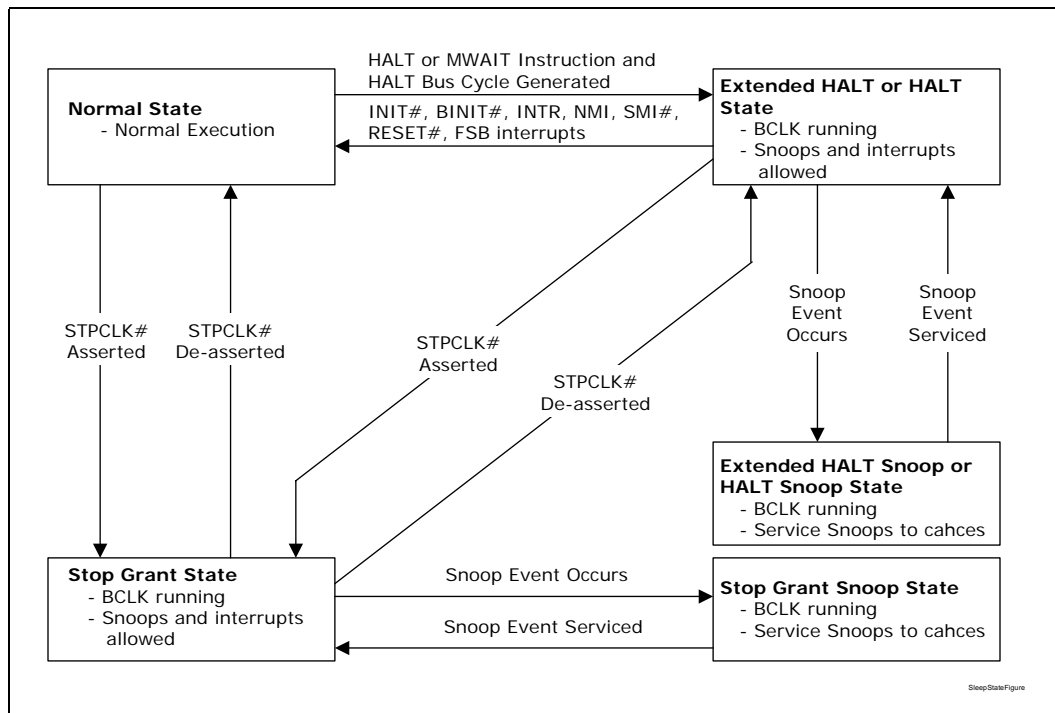 HALT or MWAIT Instruction and
HALT Bus Cycle Generated
INIT#, BINIT#, INTR, NMI, SMI#,
RESET#, FSB interrupts
Normal State
- Normal Execution
Extended HALT or HALT
State
- BCLK running
- Snoops and interrupts
allowed
STPCLK#
Asserted
STPCLK#
De-asserted
STPCLK#
Asserted
STPCLK#
De-asserted
Snoop
Event
Occurs
Snoop
Event
Serviced
Extended HALT Snoop or
HALT Snoop State
- BCLK running
- Service Snoops to cahces
Stop Grant State
- BCLK running
- Snoops and interrupts
allowed
Snoop Event Occurs
Snoop Event Serviced
Stop Grant Snoop State
- BCLK running
- Service Snoops to cahces
SleepStateFigure